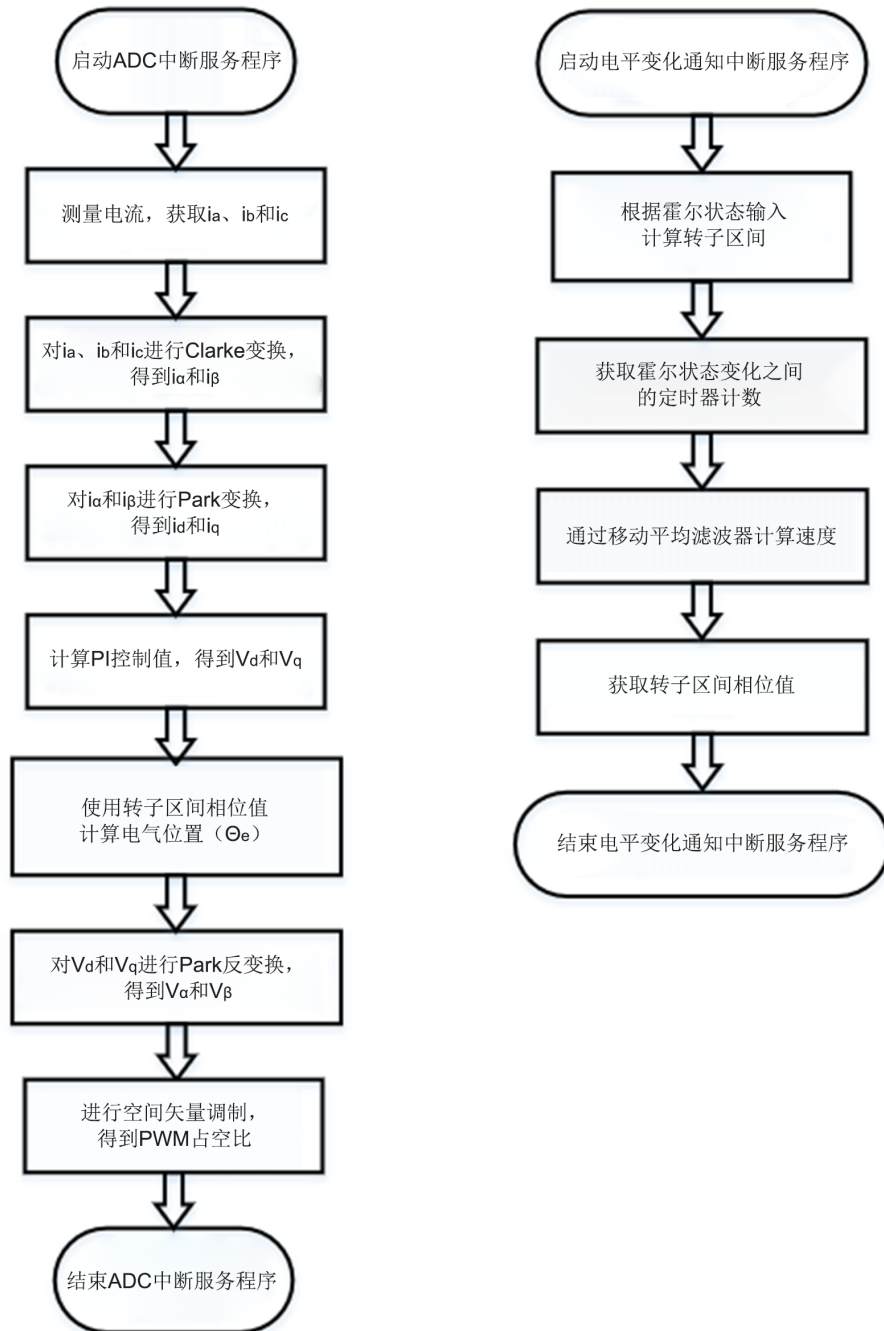 启动ADC中断服务程序
测量电流，获取ia、ib和ic
对ia、ib和ic进行Clarke变换，
得到iα和iβ
对iα和iβ进行Park变换，
得到id和iq
计算PI控制值，得到Vd和Vq
使用转子区间相位值
计算电气位置（Θe）
对Vd和Vq进行Park反变换，
得到Vα和Vβ
进行空间矢量调制，
得到PWM占空比
结束ADC中断服务程序
启动电平变化通知中断服务程序
根据霍尔状态输入
计算转子区间
获取霍尔状态变化之间
的定时器计数
通过移动平均滤波器计算速度
获取转子区间相位值
结束电平变化通知中断服务程序